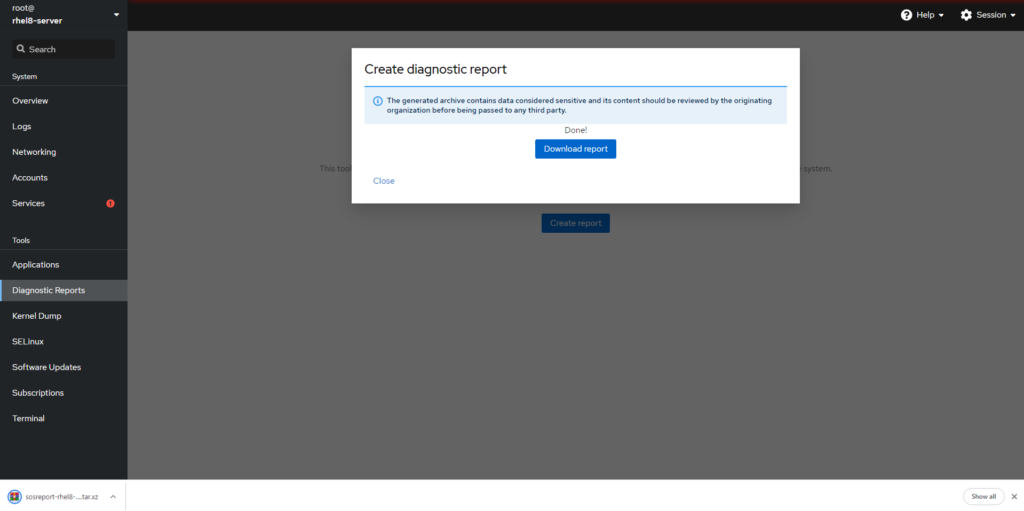 root@
rhel8-server
Help
Session
Search
System
Overview
Logs
Networking
Accounts
Services
Tools
Applications
Diagnostic Reports
Kernel Dump
SELinux
Software Updates
Subscriptions
Terminal
Create diagnostic report
The generated archive contains data considered sensitive and its content should be reviewed by the originating
organization before being passed to any third party.
Done!
Download report
Close
This tool
system.
Create report
sosreport-rhel8-....tar.xz
Show all